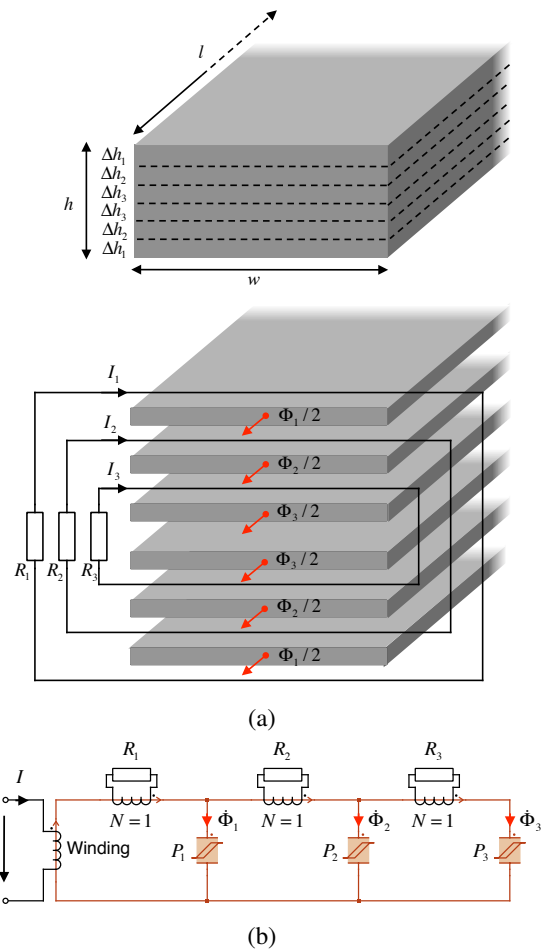 l
h
Δh₁
Δh₂
Δh₃
Δh₃
Δh₂
Δh₁
w
I₁
Φ₁ / 2
I₂
Φ₂ / 2
I₃
Φ₃ / 2
R₁ R₂ R₃
Φ₃ / 2
Φ₂ / 2
Φ₁ / 2
(a)
R₁ R₂ R₃
I
N = 1 Φ̇₁ N = 1 Φ̇₂ N = 1 Φ̇₃
Winding P₁ P₂ P₃
(b)